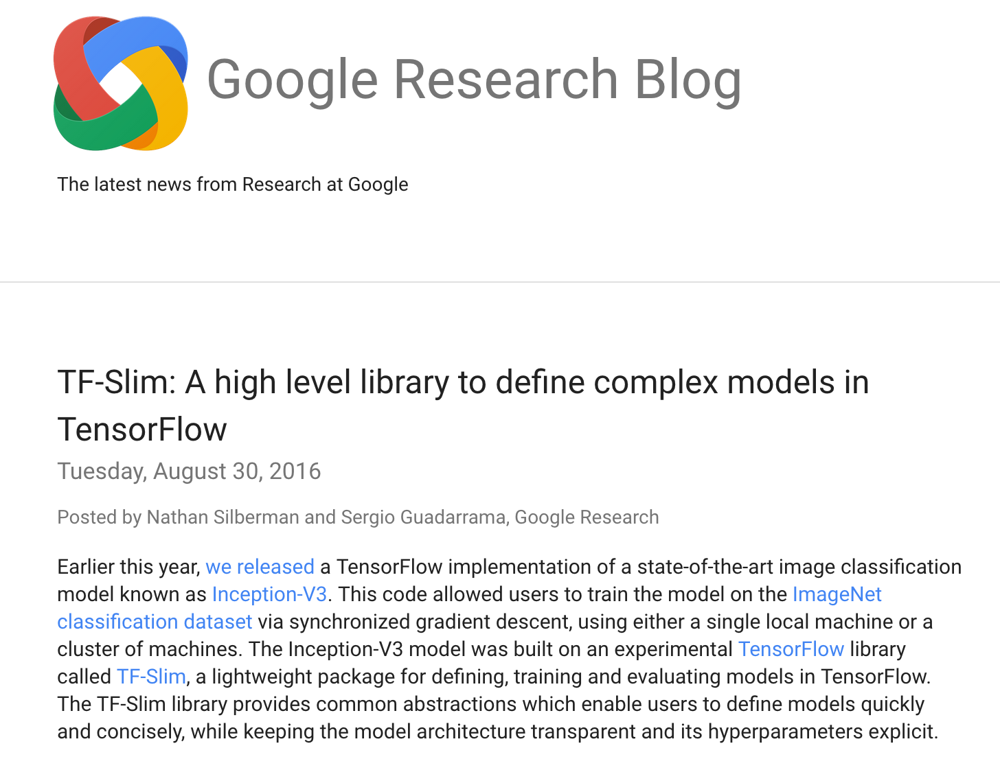 Google Research Blog
The latest news from Research at Google
TF-Slim: A high level library to define complex models in
TensorFlow
Tuesday, August 30, 2016
Posted by Nathan Silberman and Sergio Guadarrama, Google Research
Earlier this year, we released a TensorFlow implementation of a state-of-the-art image classification
model known as Inception-V3. This code allowed users to train the model on the ImageNet
classification dataset via synchronized gradient descent, using either a single local machine or a
cluster of machines. The Inception-V3 model was built on an experimental TensorFlow library
called TF-Slim, a lightweight package for defining, training and evaluating models in TensorFlow.
The TF-Slim library provides common abstractions which enable users to define models quickly
and concisely, while keeping the model architecture transparent and its hyperparameters explicit.